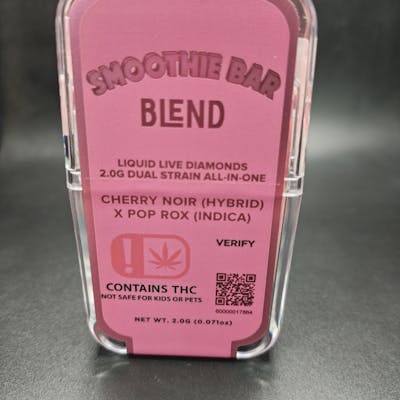 SMOOTHIE BAR
BLEND
LIQUID LIVE DIAMONDS
2.0G DUAL STRAIN ALL-IN-ONE
CHERRY NOIR (HYBRID)
X POP ROX (INDICA)
VERIFY
CONTAINS THC
NOT SAFE FOR KIDS OR PETS
60000017864
NET WT. 2.0G (0.071oz)